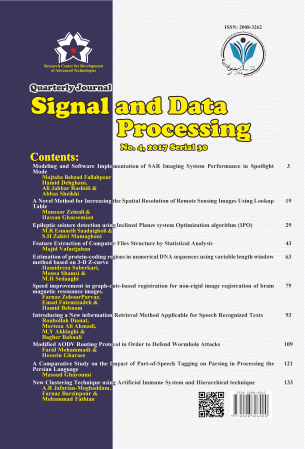 ISSN: 2008-3262
Research Center for Development
of Advanced Technologies
Quarterly Journal
Signal and Data
Processing
No. 4, 2017 Serial 30
Contents:
Modeling and Software Implementation of SAR Imaging System Performance in Spotlight 3
Mode
Mojtaba Behzad Fallahpour
Hamid Dehghani,
Ali Jabbar Rashidi &
Abbas Sheikhi
A Novel Method for Increasing the Spatial Resolution of Remote Sensing Images Using Lookup 19
Table
Mansoor Zeinali &
Hassan Ghassemian
Epileptic seizure detection using Inclined Planes system Optimization algorithm (IPO) 29
M.R Esmaeili Saadatgholi &
S.H Zahiri Mamaghani
Feature Extraction of Computer Files Structure by Statistical Analysis 43
Majid Vafaeijahan
Estimation of protein-coding regions in numerical DNA sequences using variable length window 63
method based on 3-D Z-curve
Hamidreza Saberkari,
Mousa Shamsi &
M.H Sedaaghi
Speed improvement in graph-cuts-based registration for non-rigid image registration of brain 79
magnetic resonance images.
Farnaz ZohourParvaz,
Emad Fatemizadeh &
Hamid Behnam
Introducing a New information Retrieval Method Applicable for Speech Recognized Texts 93
Rouhollah Dianat,
Morteza Ali Ahmadi,
M.Y Akhlaghi &
Bagher Babaali
Modified AODV Routing Protocol in Order to Defend Wormhole Attacks 109
Farid Mohammadi &
Hossein Gharaee
A Comparative Study on the Impact of Part-of-Speech Tagging on Parsing in Processing the 121
Persian Language
Masoud Ghayoomi
New Clustering Technique using Artificial Immune System and Hierarchical technique 133
A.R Jafarian-Moghaddam,
Farnaz Barzinpour &
Mohammad Fathian